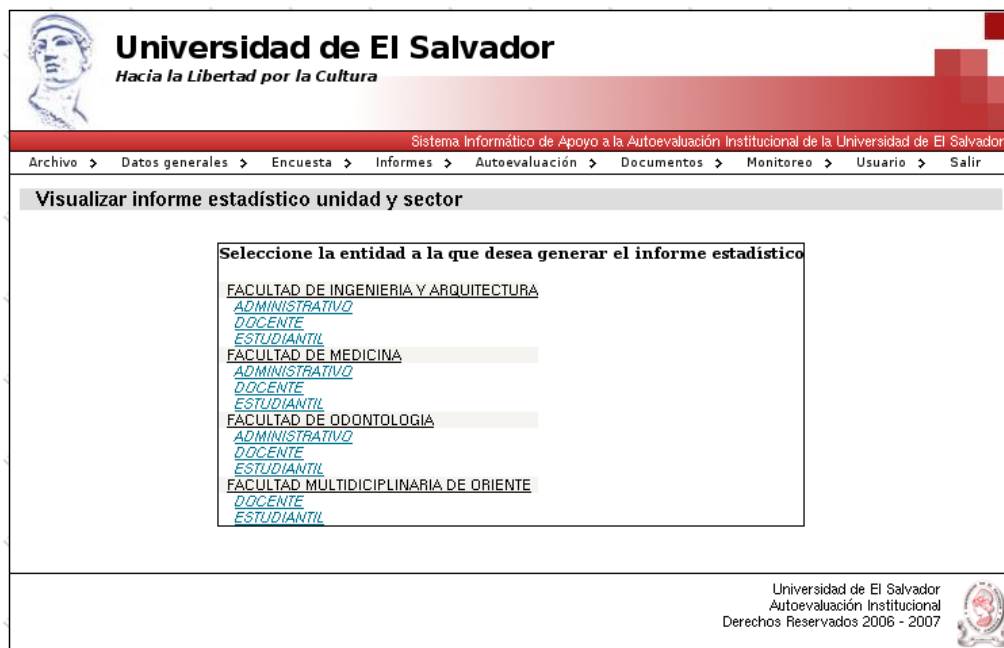 Universidad de El Salvador
Hacia la Libertad por la Cultura
Sistema Informático de Apoyo a la Autoevaluación Institucional de la Universidad de El Salvador
Archivo > Datos generales > Encuesta > Informes > Autoevaluación > Documentos > Monitoreo > Usuario > Salir
Visualizar informe estadístico unidad y sector
Seleccione la entidad a la que desea generar el informe estadístico
FACULTAD DE INGENIERIA Y ARQUITECTURA
ADMINISTRATIVO
DOCENTE
ESTUDIANTIL
FACULTAD DE MEDICINA
ADMINISTRATIVO
DOCENTE
ESTUDIANTIL
FACULTAD DE ODONTOLOGIA
ADMINISTRATIVO
DOCENTE
ESTUDIANTIL
FACULTAD MULTIDICIPLINARIA DE ORIENTE
DOCENTE
ESTUDIANTIL
Universidad de El Salvador
Autoevaluación Institucional
Derechos Reservados 2006 - 2007